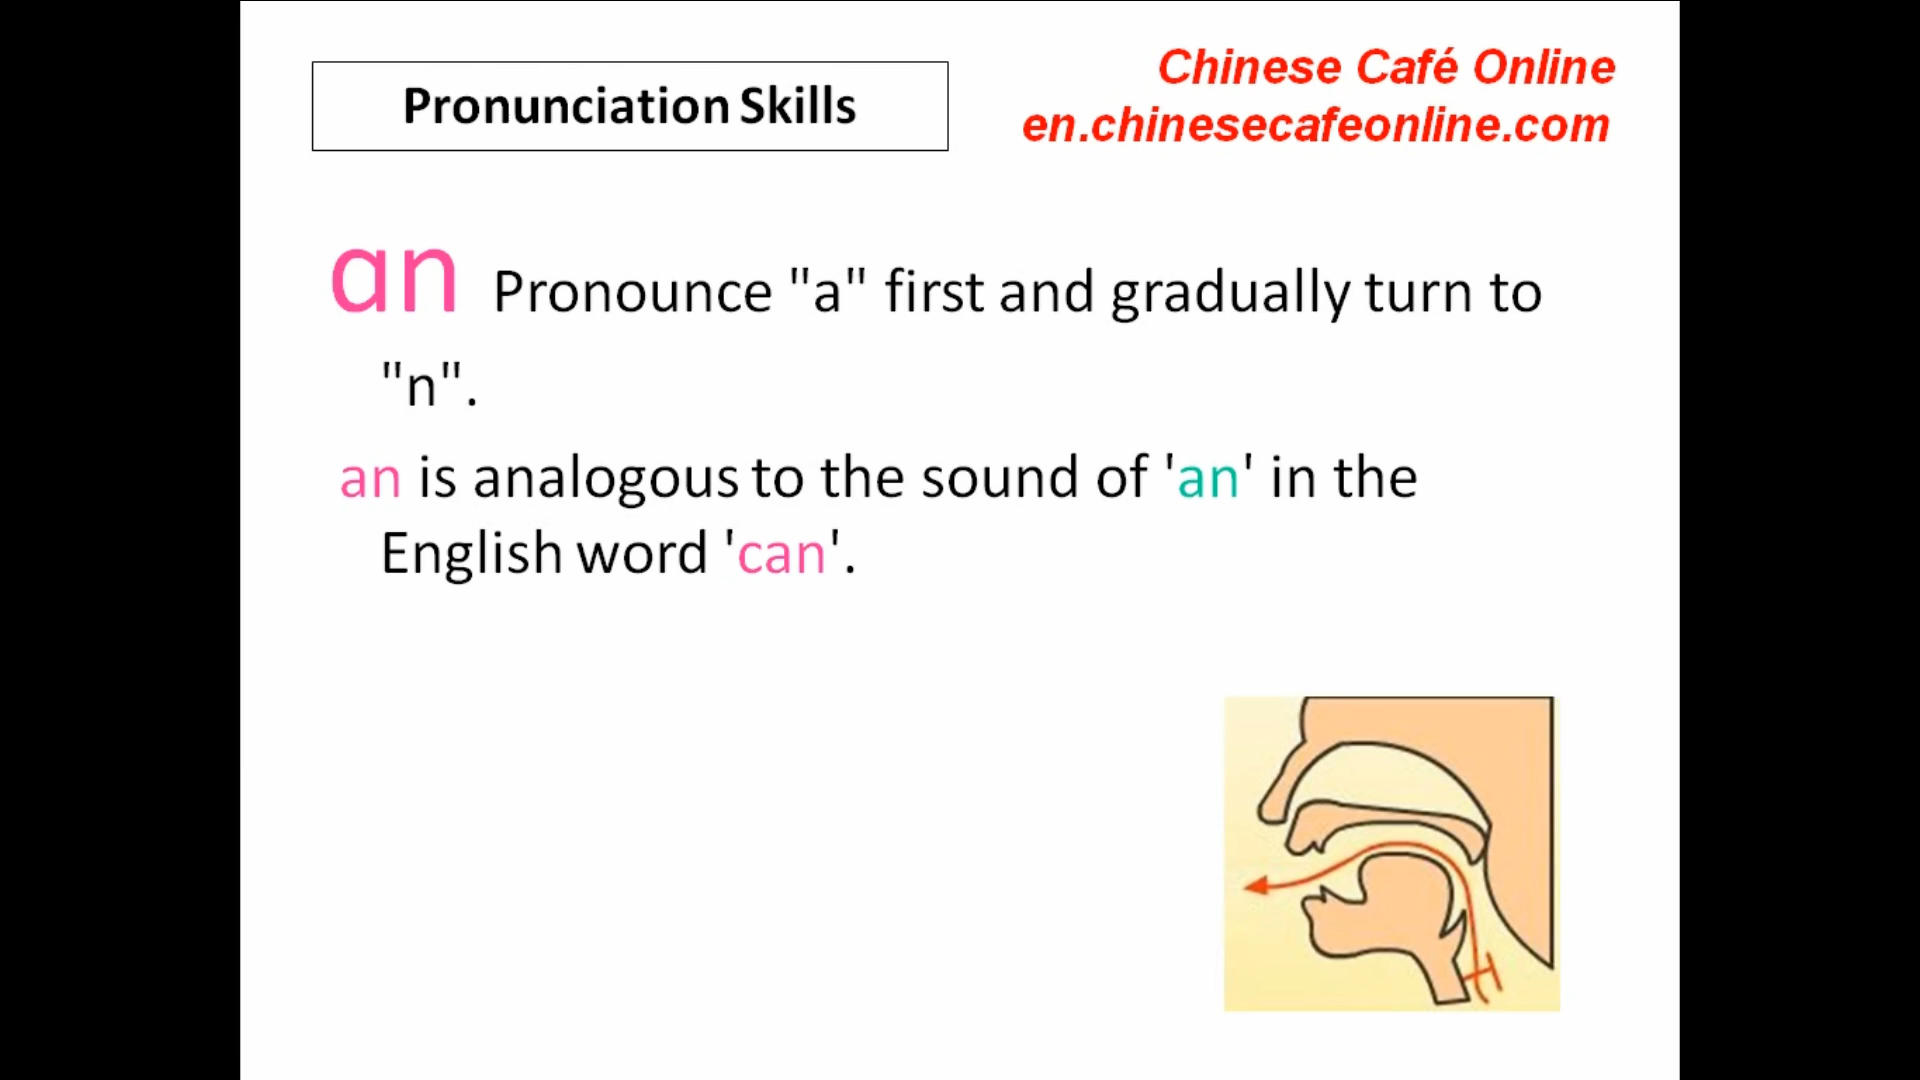 Pronunciation Skills
Chinese Café Online
en.chinesecafeonline.com
an Pronounce "a" first and gradually turn to
"n".
an is analogous to the sound of 'an' in the
English word 'can'.